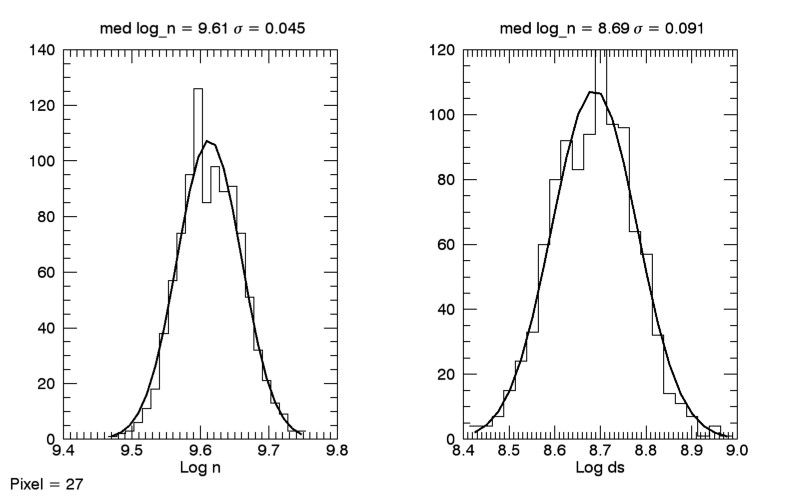 med log_n = 9.61 σ = 0.045
140
120
100
80
60
40
20
0
9.4 9.5 9.6 9.7 9.8
Log n
med log_n = 8.69 σ = 0.091
120
100
80
60
40
20
0
8.4 8.5 8.6 8.7 8.8 8.9 9.0
Log ds
Pixel = 27